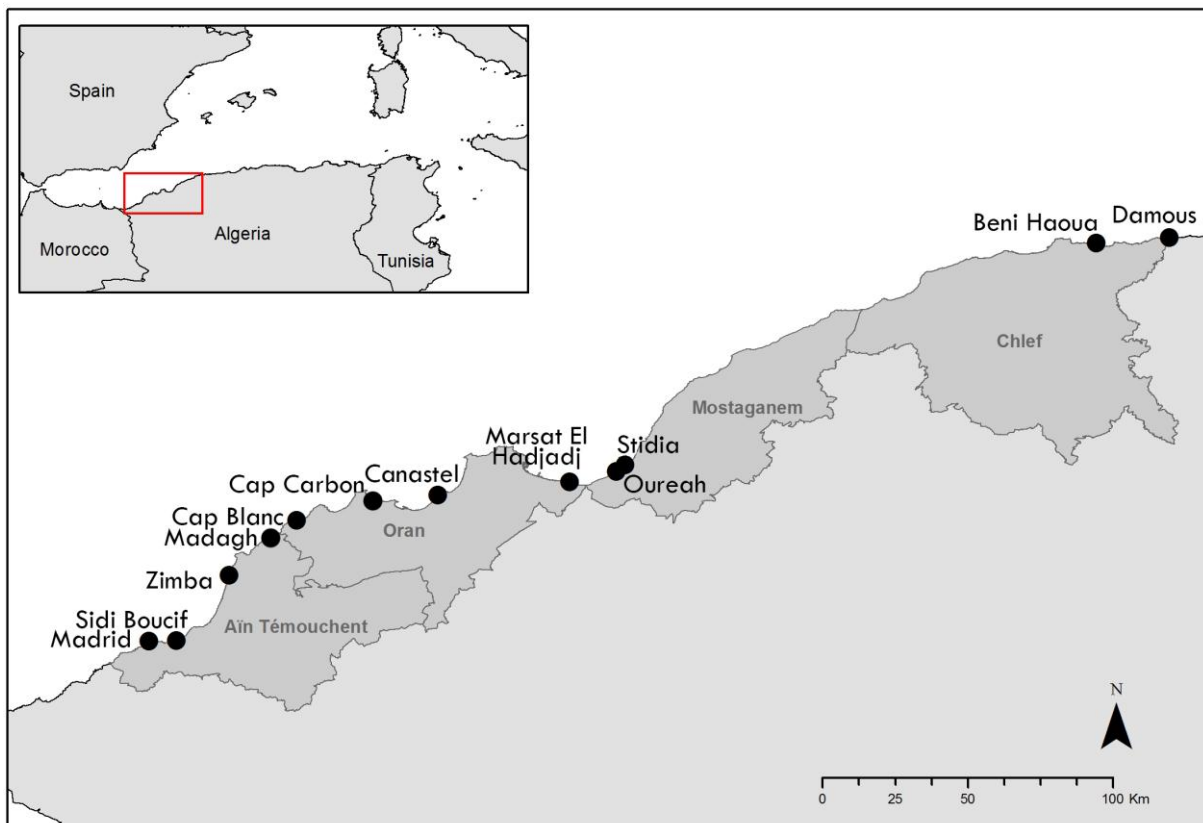 Spain
Morocco
Algeria
Tunisia
Beni Haoua
Damous
Chlef
Mostaganem
Marsat El
Hadjadj
Stidia
Oureah
Canastel
Cap Carbon
Cap Blanc
Madagh
Oran
Zimba
Sidi Boucif
Madrid
Aïn Témouchent
N
0 25 50 100 Km